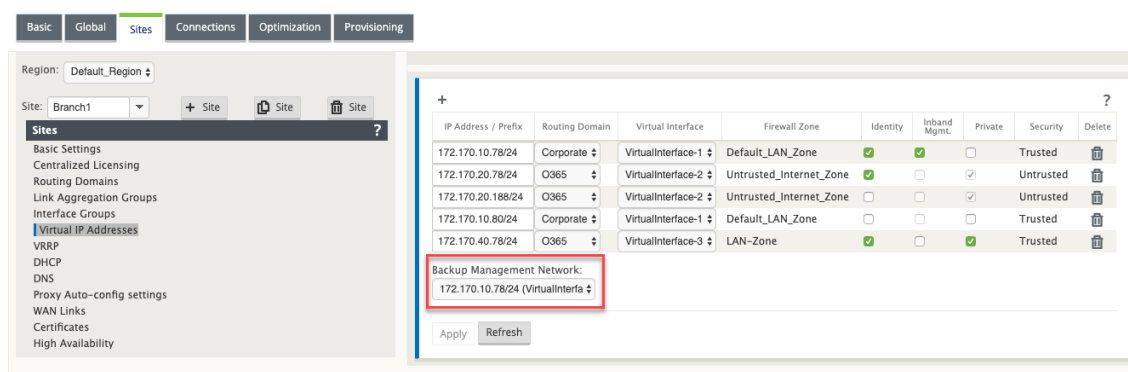 Basic Global Sites Connections Optimization Provisioning
Region: Default_Region
Site: Branch1 + Site Site Site
Sites ?
Basic Settings
Centralized Licensing
Routing Domains
Link Aggregation Groups
Interface Groups
Virtual IP Addresses
VRRP
DHCP
DNS
Proxy Auto-config settings
WAN Links
Certificates
High Availability
+ ?
IP Address / Prefix Routing Domain Virtual Interface Firewall Zone Identity Inband Mgmt. Private Security Delete
172.170.10.78/24 Corporate VirtualInterface-1 Default_LAN_Zone Trusted
172.170.20.78/24 O365 VirtualInterface-2 Untrusted_Internet_Zone Untrusted
172.170.20.188/24 O365 VirtualInterface-2 Untrusted_Internet_Zone Untrusted
172.170.10.80/24 Corporate VirtualInterface-1 Default_LAN_Zone Trusted
172.170.40.78/24 O365 VirtualInterface-3 LAN-Zone Trusted
Backup Management Network:
172.170.10.78/24 (VirtualInterfa
Apply Refresh